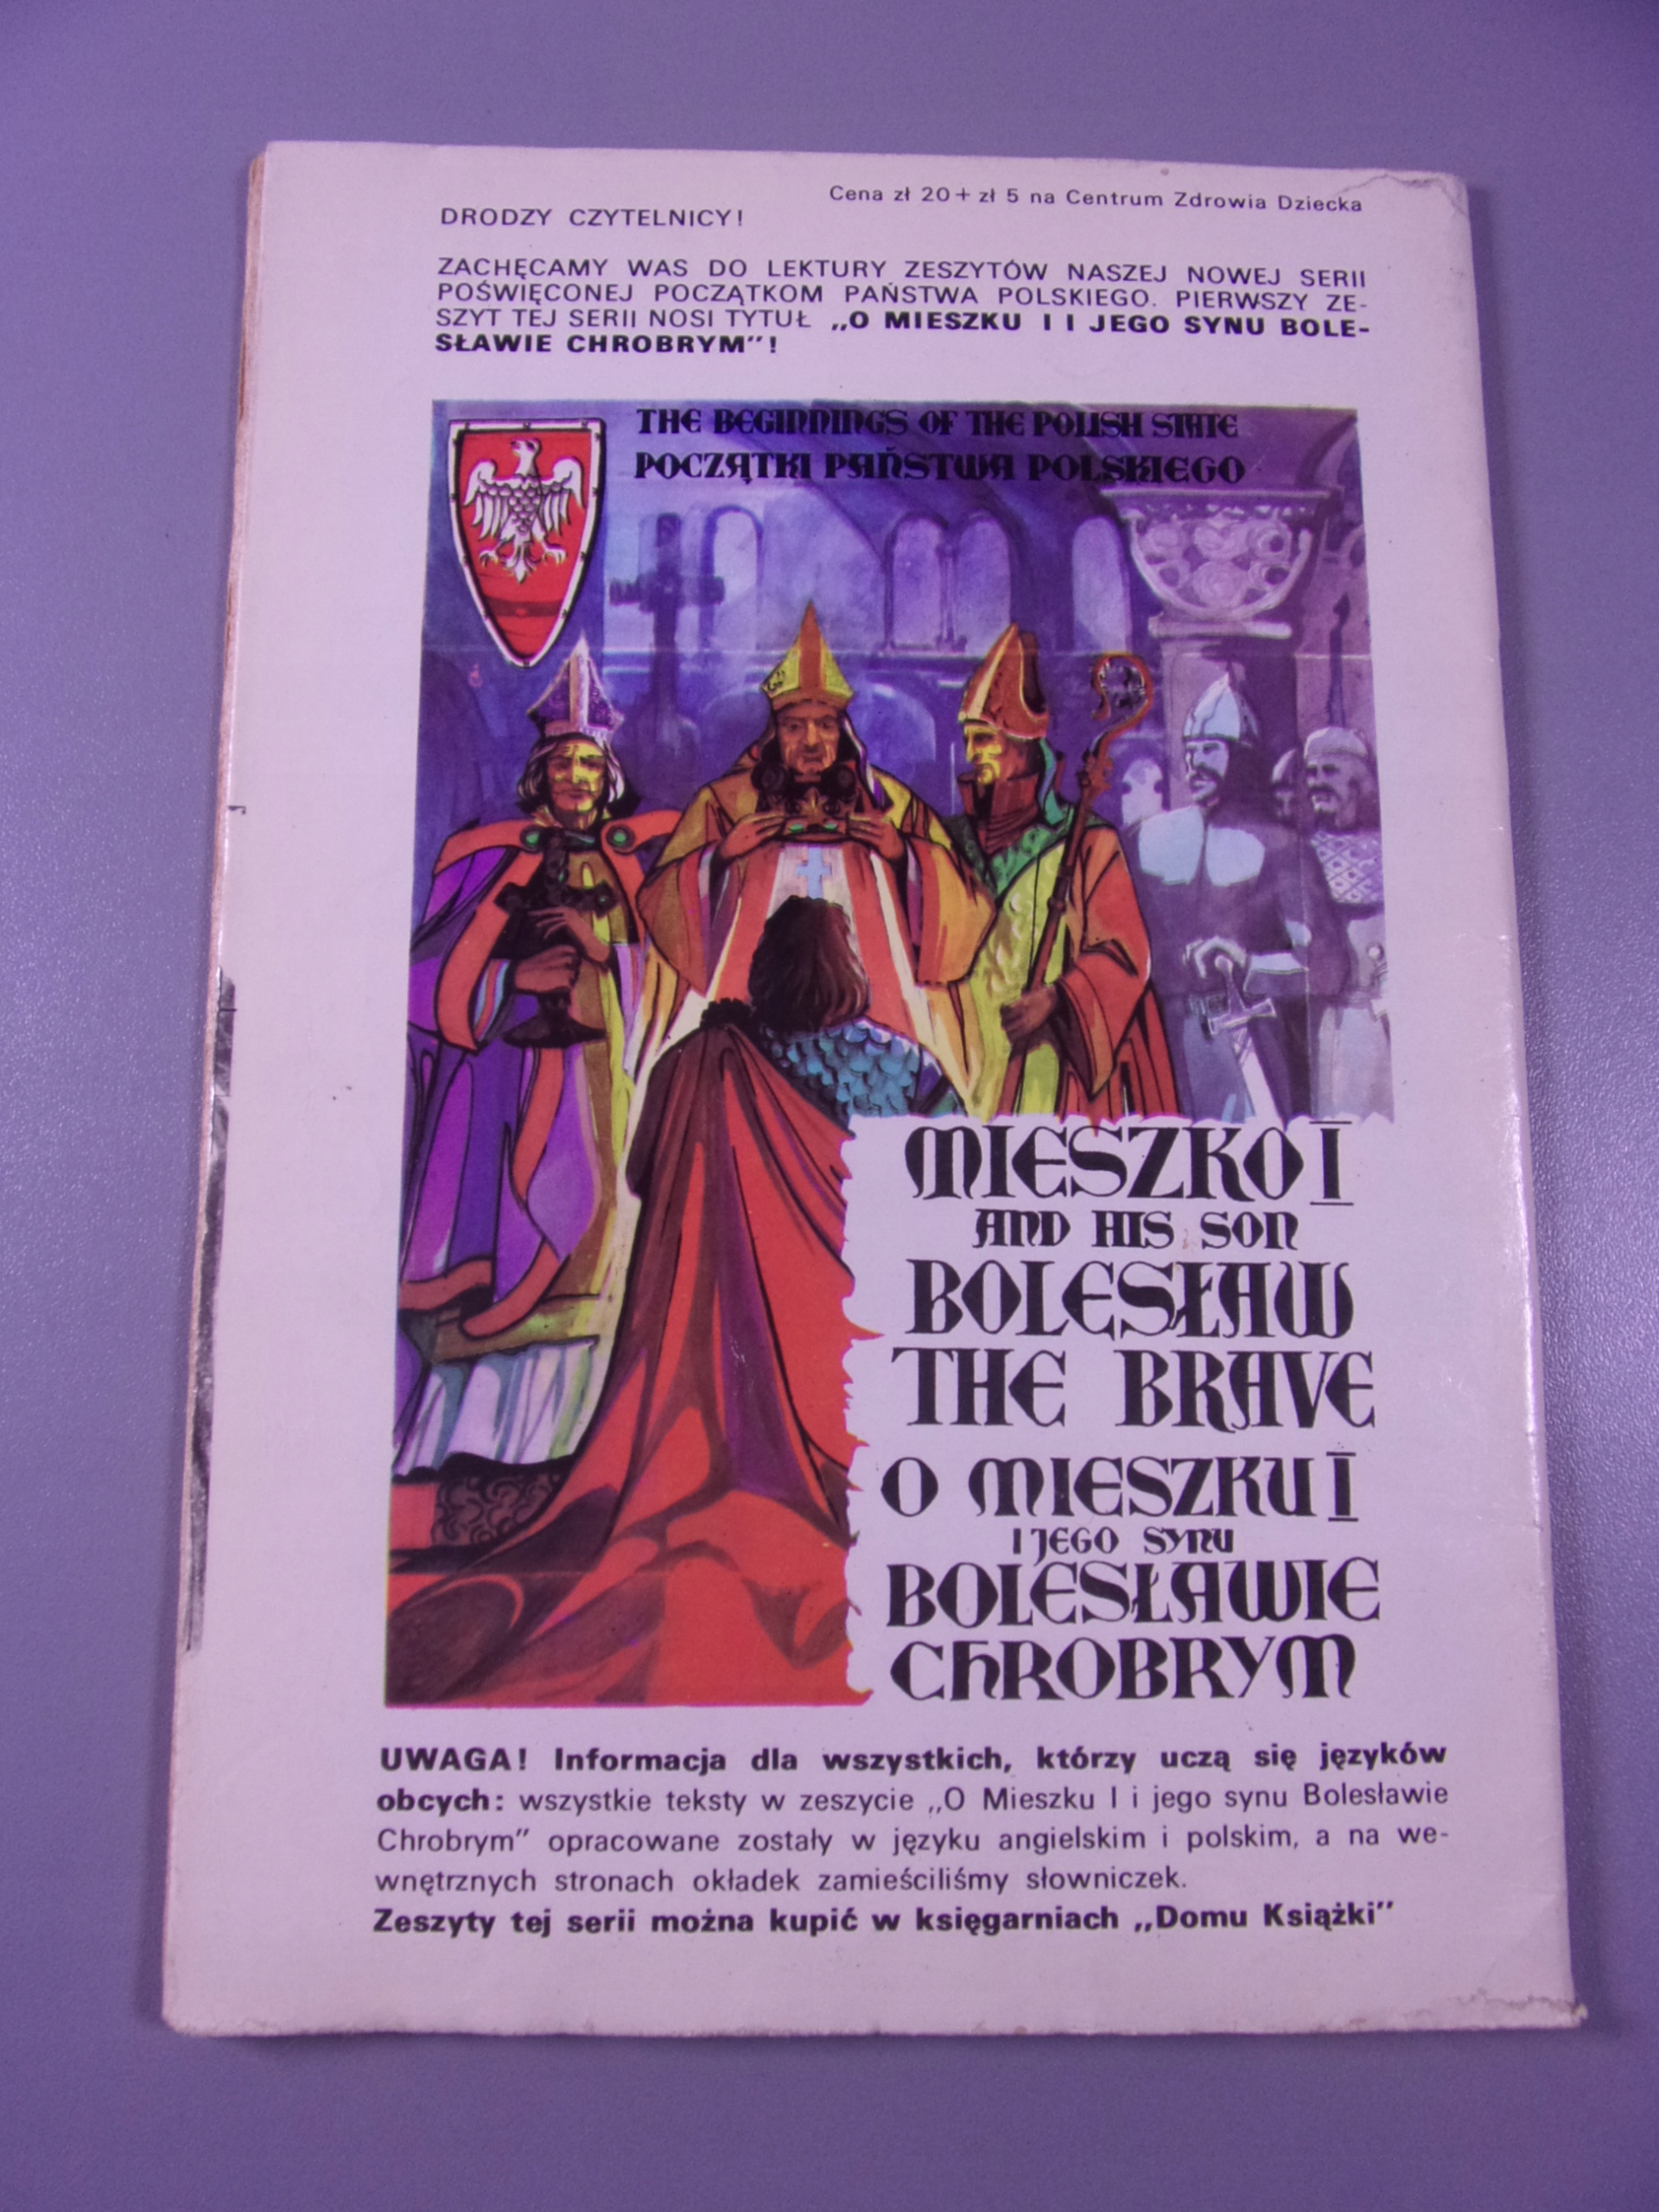 Cena zł 20 + zł 5 na Centrum Zdrowia Dziecka
DRODZY CZYTELNICY!
ZACHĘCAMY WAS DO LEKTURY ZESZYTÓW NASZEJ NOWEJ SERII
POŚWIĘCONEJ POCZĄTKOM PAŃSTWA POLSKIEGO. PIERWSZY ZE-
SZYT TEJ SERII NOSI TYTUŁ „O MIESZKU I I JEGO SYNU BOLE-
SŁAWIE CHROBRYM"!
THE BEGINNINGS OF THE POLISH STATE
POCZĄTKI PAŃSTWA POLSKIEGO
MIESZKO I
AND HIS SON
BOLESŁAW
THE BRAVE
O MIESZKU I
I JEGO SYNU
BOLESŁAWIE
CHROBRYM
UWAGA! Informacja dla wszystkich, którzy uczą się języków
obcych: wszystkie teksty w zeszycie „O Mieszku I i jego synu Bolesławie
Chrobrym" opracowane zostały w języku angielskim i polskim, a na we-
wnętrznych stronach okładek zamieściliśmy słowniczek.
Zeszyty tej serii można kupić w księgarniach „Domu Książki"